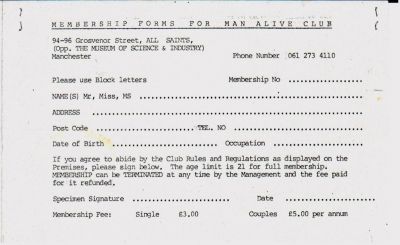 MEMBERSHIP FORMS FOR MAN ALIVE CLUB
94-96 Grosvenor Street, ALL SAINTS,
(Opp. THE MUSEUM OF SCIENCE & INDUSTRY)
Manchester Phone Number 061 273 4110
Please use Block letters Membership No
NAME(S) Mr, Miss, MS
ADDRESS
Post Code TEL. NO
Date of Birth Occupation
If you agree to abide by the Club Rules and Regulations as displayed on the
Premises, please sign below. The age limit is 21 for full membership.
MEMBERSHIP can be TERMINATED at any time by the Management and the fee paid
for it refunded.
Specimen Signature Date
Membership Fee: Single £3.00 Couples £5.00 per annum